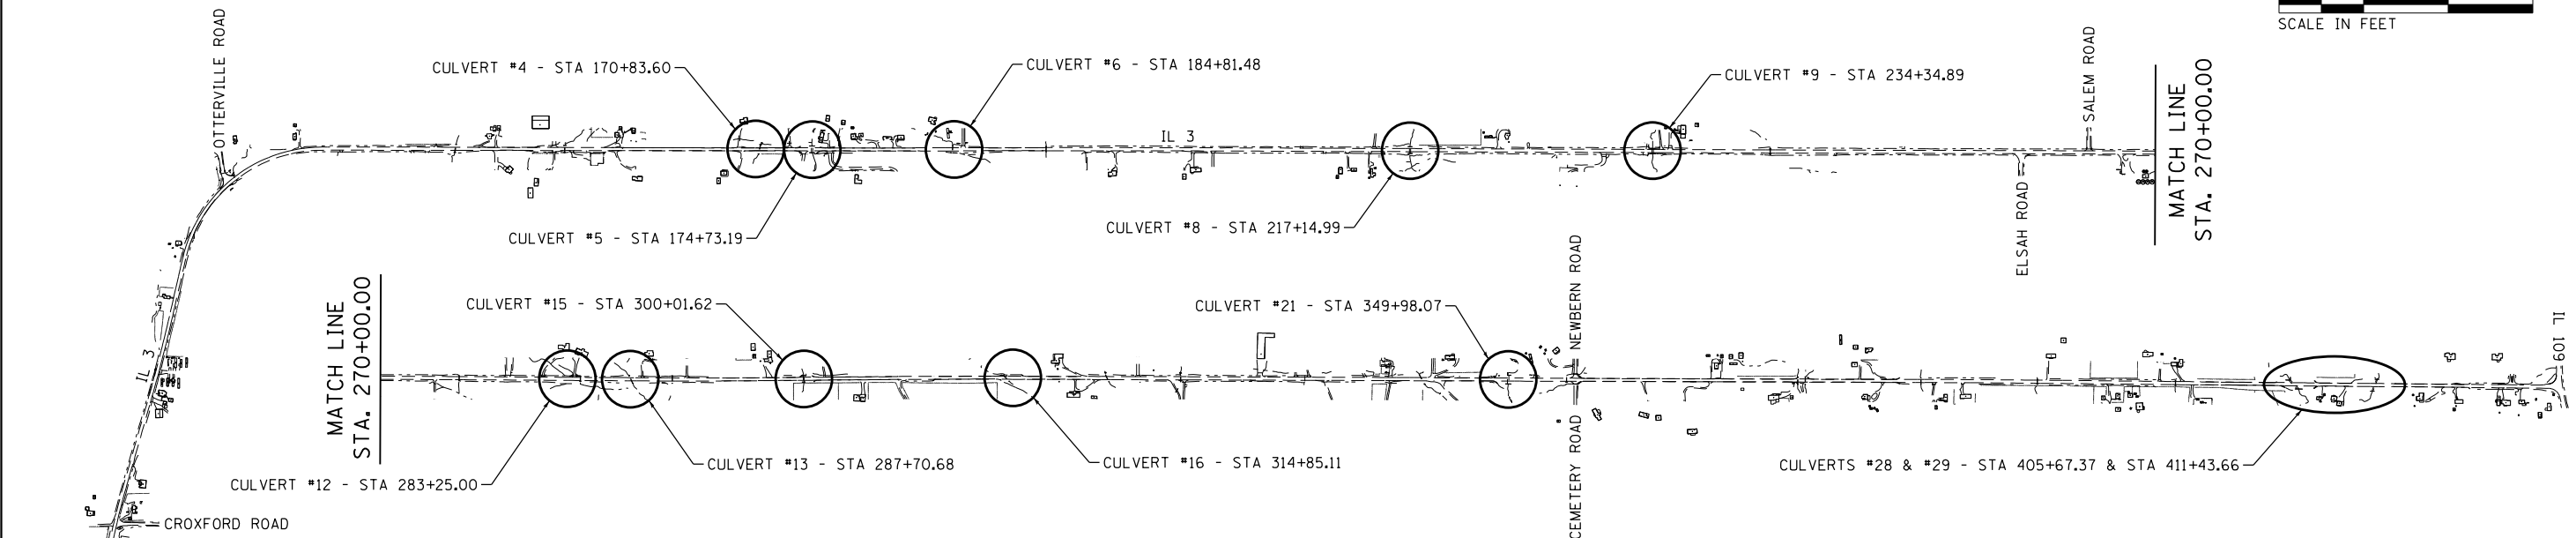 SCALE IN FEET
OTTERVILLE ROAD
CULVERT #4 - STA 170+83.60
CULVERT #6 - STA 184+81.48
CULVERT #9 - STA 234+34.89
SALEM ROAD
MATCH LINE
STA. 270+00.00
IL 3
CULVERT #5 - STA 174+73.19
CULVERT #8 - STA 217+14.99
ELSAH ROAD
MATCH LINE
STA. 270+00.00
CULVERT #15 - STA 300+01.62
CULVERT #21 - STA 349+98.07
NEWBERN ROAD
IL 109
IL 3
CULVERT #12 - STA 283+25.00
CULVERT #13 - STA 287+70.68
CULVERT #16 - STA 314+85.11
CEMETERY ROAD
CULVERTS #28 & #29 - STA 405+67.37 & STA 411+43.66
CROXFORD ROAD